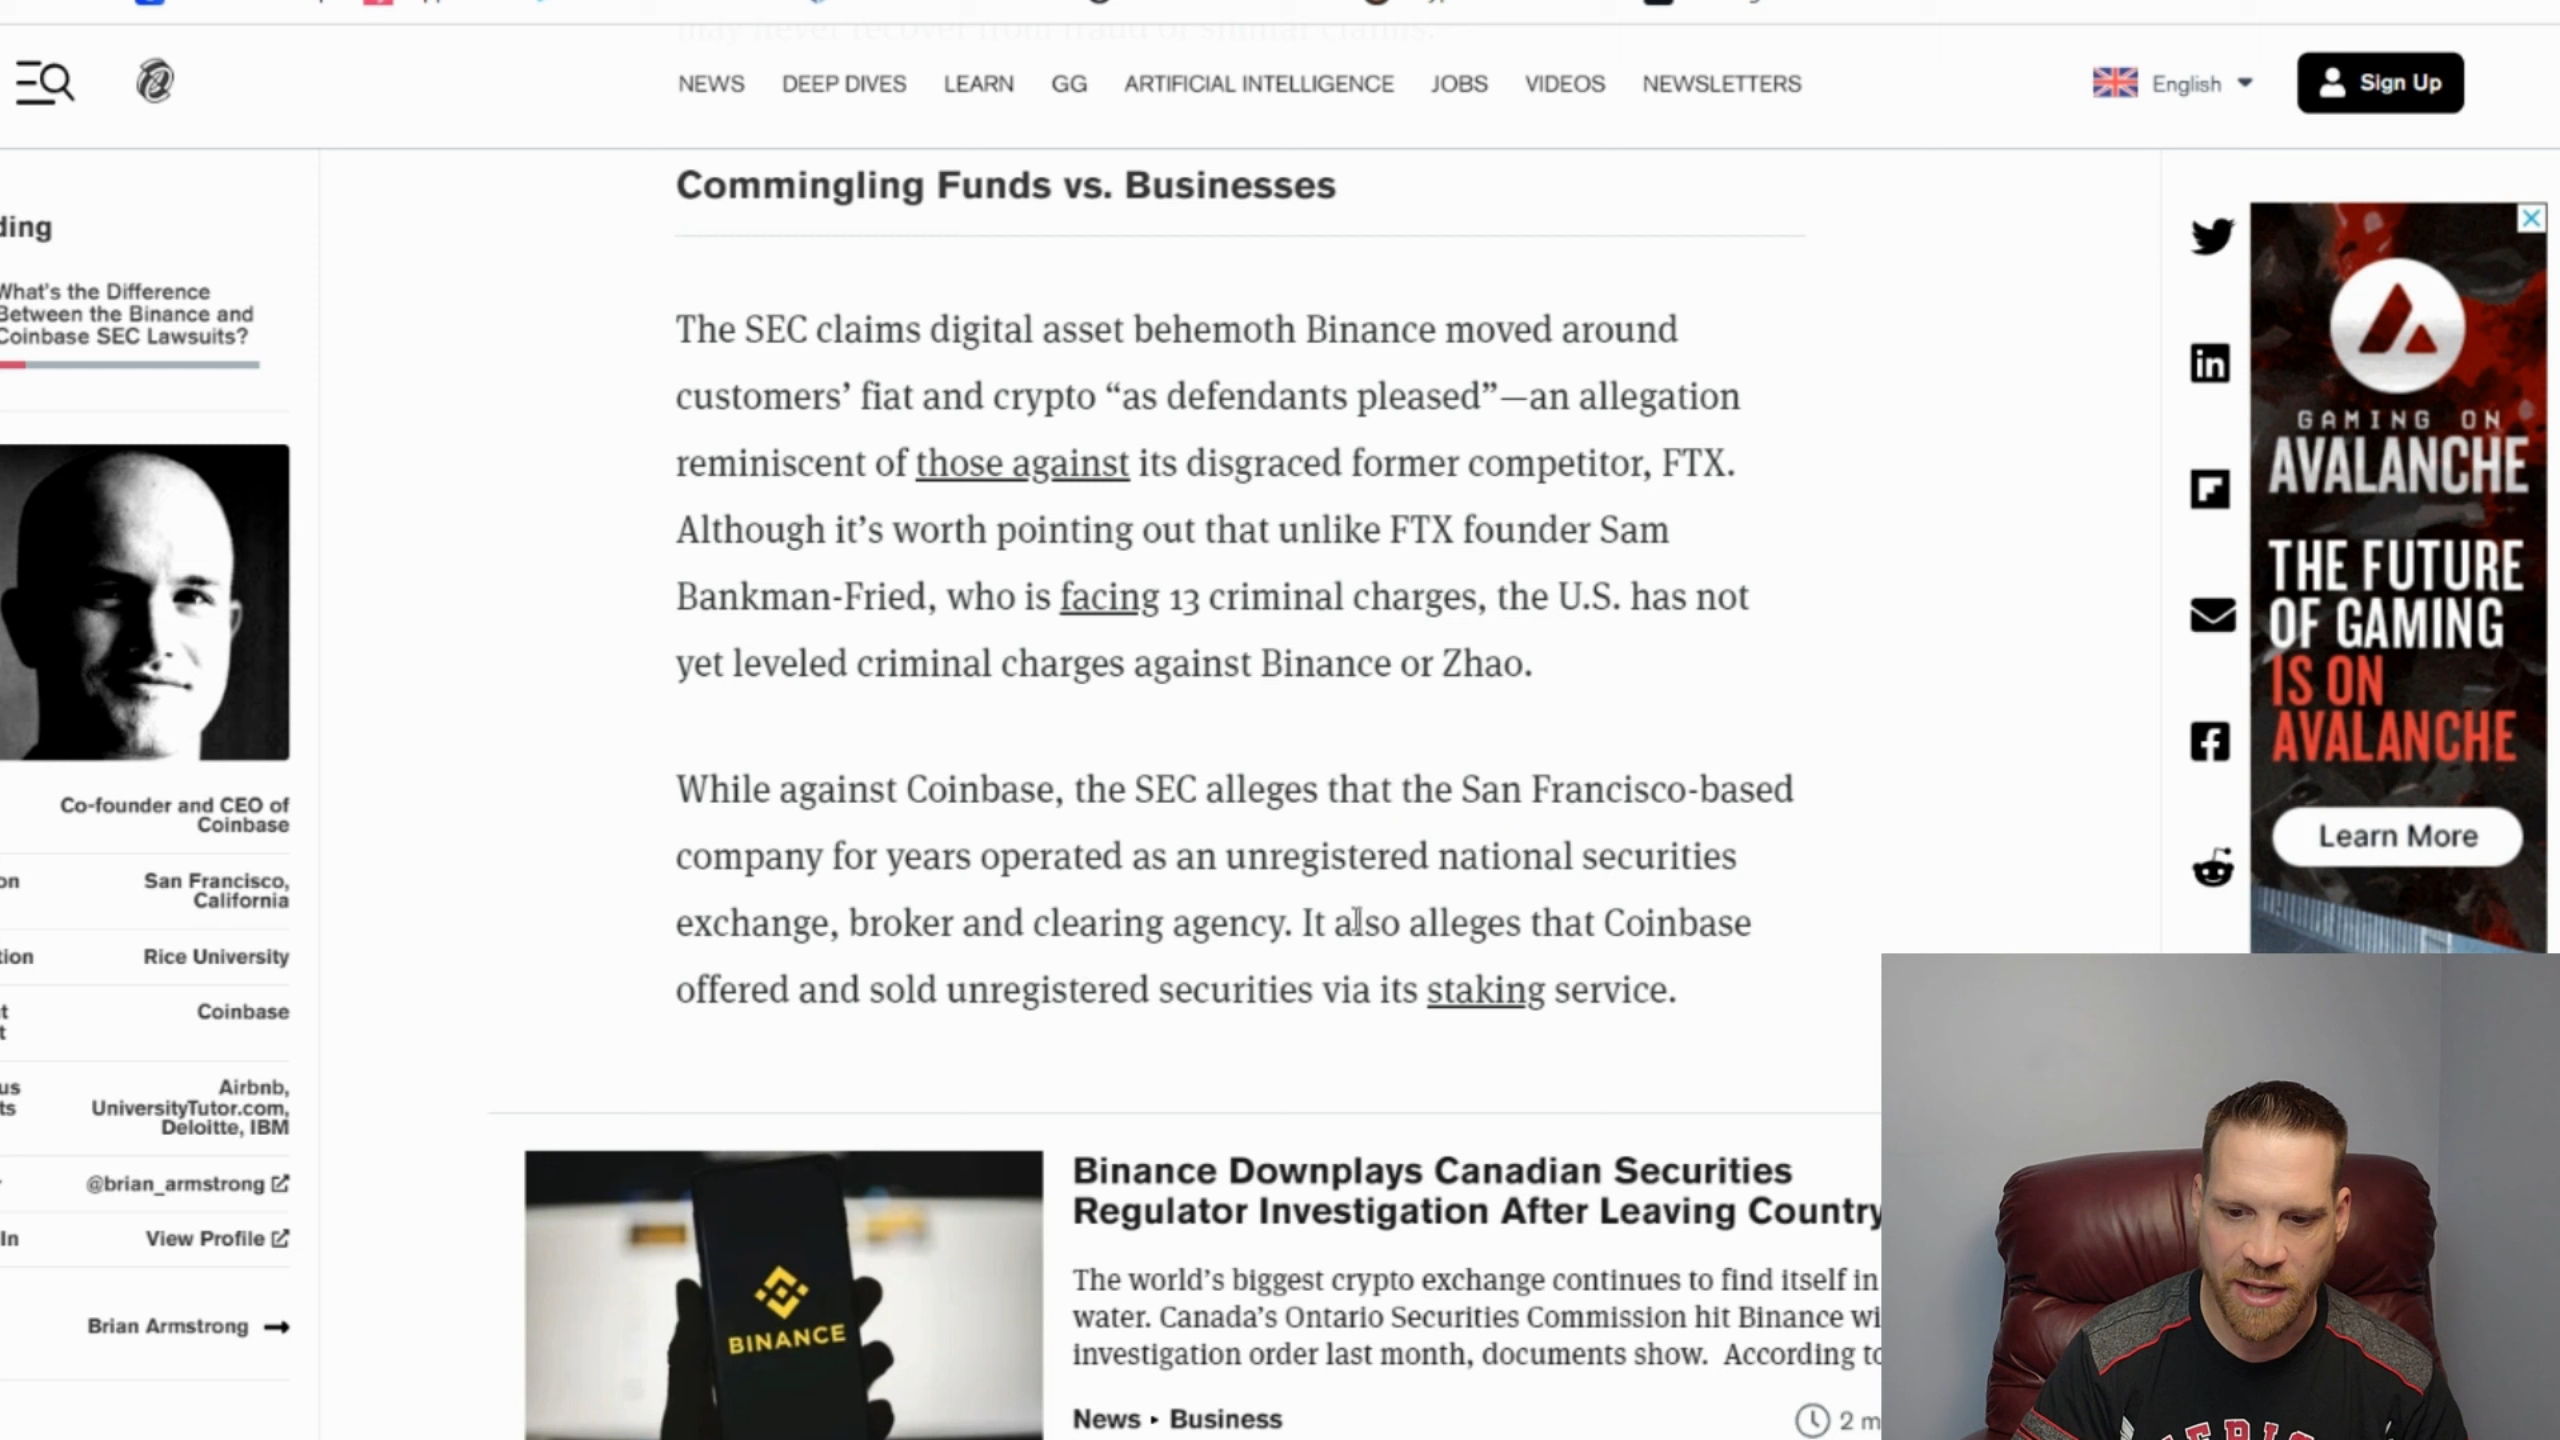 may never recover from fraud or similar claims.
NEWS DEEP DIVES LEARN GG ARTIFICIAL INTELLIGENCE JOBS VIDEOS NEWSLETTERS
English
Sign Up
ding
What's the Difference
Between the Binance and
Coinbase SEC Lawsuits?
Co-founder and CEO of
Coinbase
on San Francisco,
California
tion Rice University
t Coinbase
t
us Airbnb,
ts UniversityTutor.com,
Deloitte, IBM
@brian_armstrong
In View Profile
Brian Armstrong
Commingling Funds vs. Businesses
The SEC claims digital asset behemoth Binance moved around
customers’ fiat and crypto “as defendants pleased”—an allegation
reminiscent of those against its disgraced former competitor, FTX.
Although it’s worth pointing out that unlike FTX founder Sam
Bankman-Fried, who is facing 13 criminal charges, the U.S. has not
yet leveled criminal charges against Binance or Zhao.
While against Coinbase, the SEC alleges that the San Francisco-based
company for years operated as an unregistered national securities
exchange, broker and clearing agency. It also alleges that Coinbase
offered and sold unregistered securities via its staking service.
BINANCE
Binance Downplays Canadian Securities
Regulator Investigation After Leaving Country
The world’s biggest crypto exchange continues to find itself in
water. Canada’s Ontario Securities Commission hit Binance wi
investigation order last month, documents show. According to
News ▸ Business
2 m
GAMING ON
AVALANCHE
THE FUTURE
OF GAMING
IS ON
AVALANCHE
Learn More